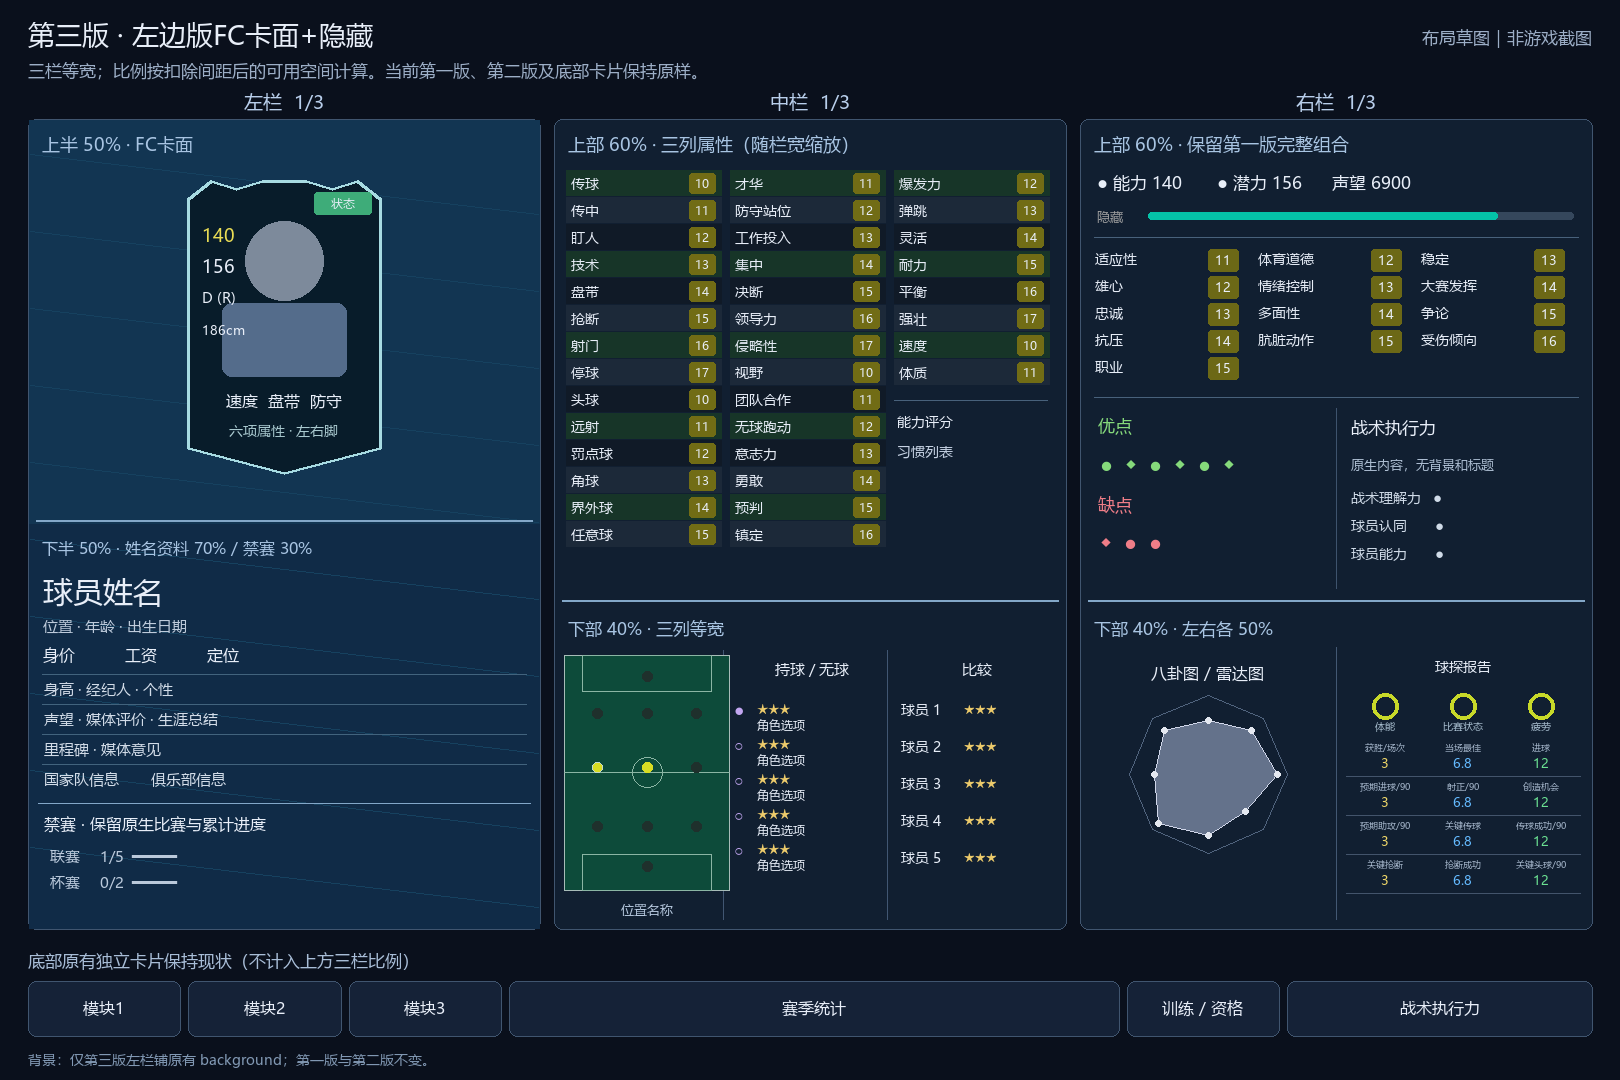 第三版 · 左边版FC卡面+隐藏
布局草图 | 非游戏截图
三栏等宽；比例按扣除间距后的可用空间计算。当前第一版、第二版及底部卡片保持原样。
左栏 1/3
中栏 1/3
右栏 1/3
上半 50% · FC卡面
状态
140
156
D (R)
186cm
速度 盘带 防守
六项属性 · 左右脚
下半 50% · 姓名资料 70% / 禁赛 30%
球员姓名
位置 · 年龄 · 出生日期
身价 工资 定位
身高 · 经纪人 · 个性
声望 · 媒体评价 · 生涯总结
里程碑 · 媒体意见
国家队信息 俱乐部信息
禁赛 · 保留原生比赛与累计进度
联赛 1/5
杯赛 0/2
上部 60% · 三列属性（随栏宽缩放）
传球 10 才华 11 爆发力 12
传中 11 防守站位 12 弹跳 13
盯人 12 工作投入 13 灵活 14
技术 13 集中 14 耐力 15
盘带 14 决断 15 平衡 16
抢断 15 领导力 16 强壮 17
射门 16 侵略性 17 速度 10
停球 17 视野 10 体质 11
头球 10 团队合作 11
远射 11 无球跑动 12
罚点球 12 意志力 13
角球 13 勇敢 14
界外球 14 预判 15
任意球 15 镇定 16
能力评分
习惯列表
下部 40% · 三列等宽
位置名称
持球 / 无球
★★★
角色选项
★★★
角色选项
★★★
角色选项
★★★
角色选项
★★★
角色选项
比较
球员 1 ★★★
球员 2 ★★★
球员 3 ★★★
球员 4 ★★★
球员 5 ★★★
上部 60% · 保留第一版完整组合
● 能力 140 ● 潜力 156 声望 6900
隐藏
适应性 11 体育道德 12 稳定 13
雄心 12 情绪控制 13 大赛发挥 14
忠诚 13 多面性 14 争论 15
抗压 14 肮脏动作 15 受伤倾向 16
职业 15
优点
缺点
战术执行力
原生内容，无背景和标题
战术理解力
球员认同
球员能力
下部 40% · 左右各 50%
八卦图 / 雷达图
球探报告
体能 比赛状态 疲劳
获胜/场次 当场最佳 进球
3 6.8 12
预期进球/90 射正/90 创造机会
3 6.8 12
预期助攻/90 关键传球 传球成功/90
3 6.8 12
关键抢断 抢断成功 关键头球/90
3 6.8 12
底部原有独立卡片保持现状（不计入上方三栏比例）
模块1 模块2 模块3 赛季统计 训练 / 资格 战术执行力
背景：仅第三版左栏铺原有 background；第一版与第二版不变。